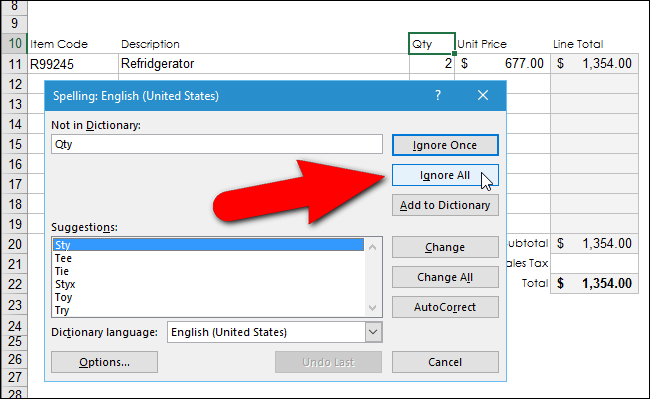 8
9
10 Item Code Description Qty Unit Price Line Total
11 R99245 Refridgerator 2 $ 677.00 $ 1,354.00
12
13
14
15
16
17
18
19
20 Subtotal $ 1,354.00
21 ales Tax
22 Total $ 1,354.00
23
24
25
26
27
28
Spelling: English (United States) ? ×
Not in Dictionary:
Qty
Ignore Once
Ignore All
Add to Dictionary
Suggestions:
Sty
Tee
Tie
Styx
Toy
Try
Change
Change All
AutoCorrect
Dictionary language: English (United States)
Options... Undo Last Cancel